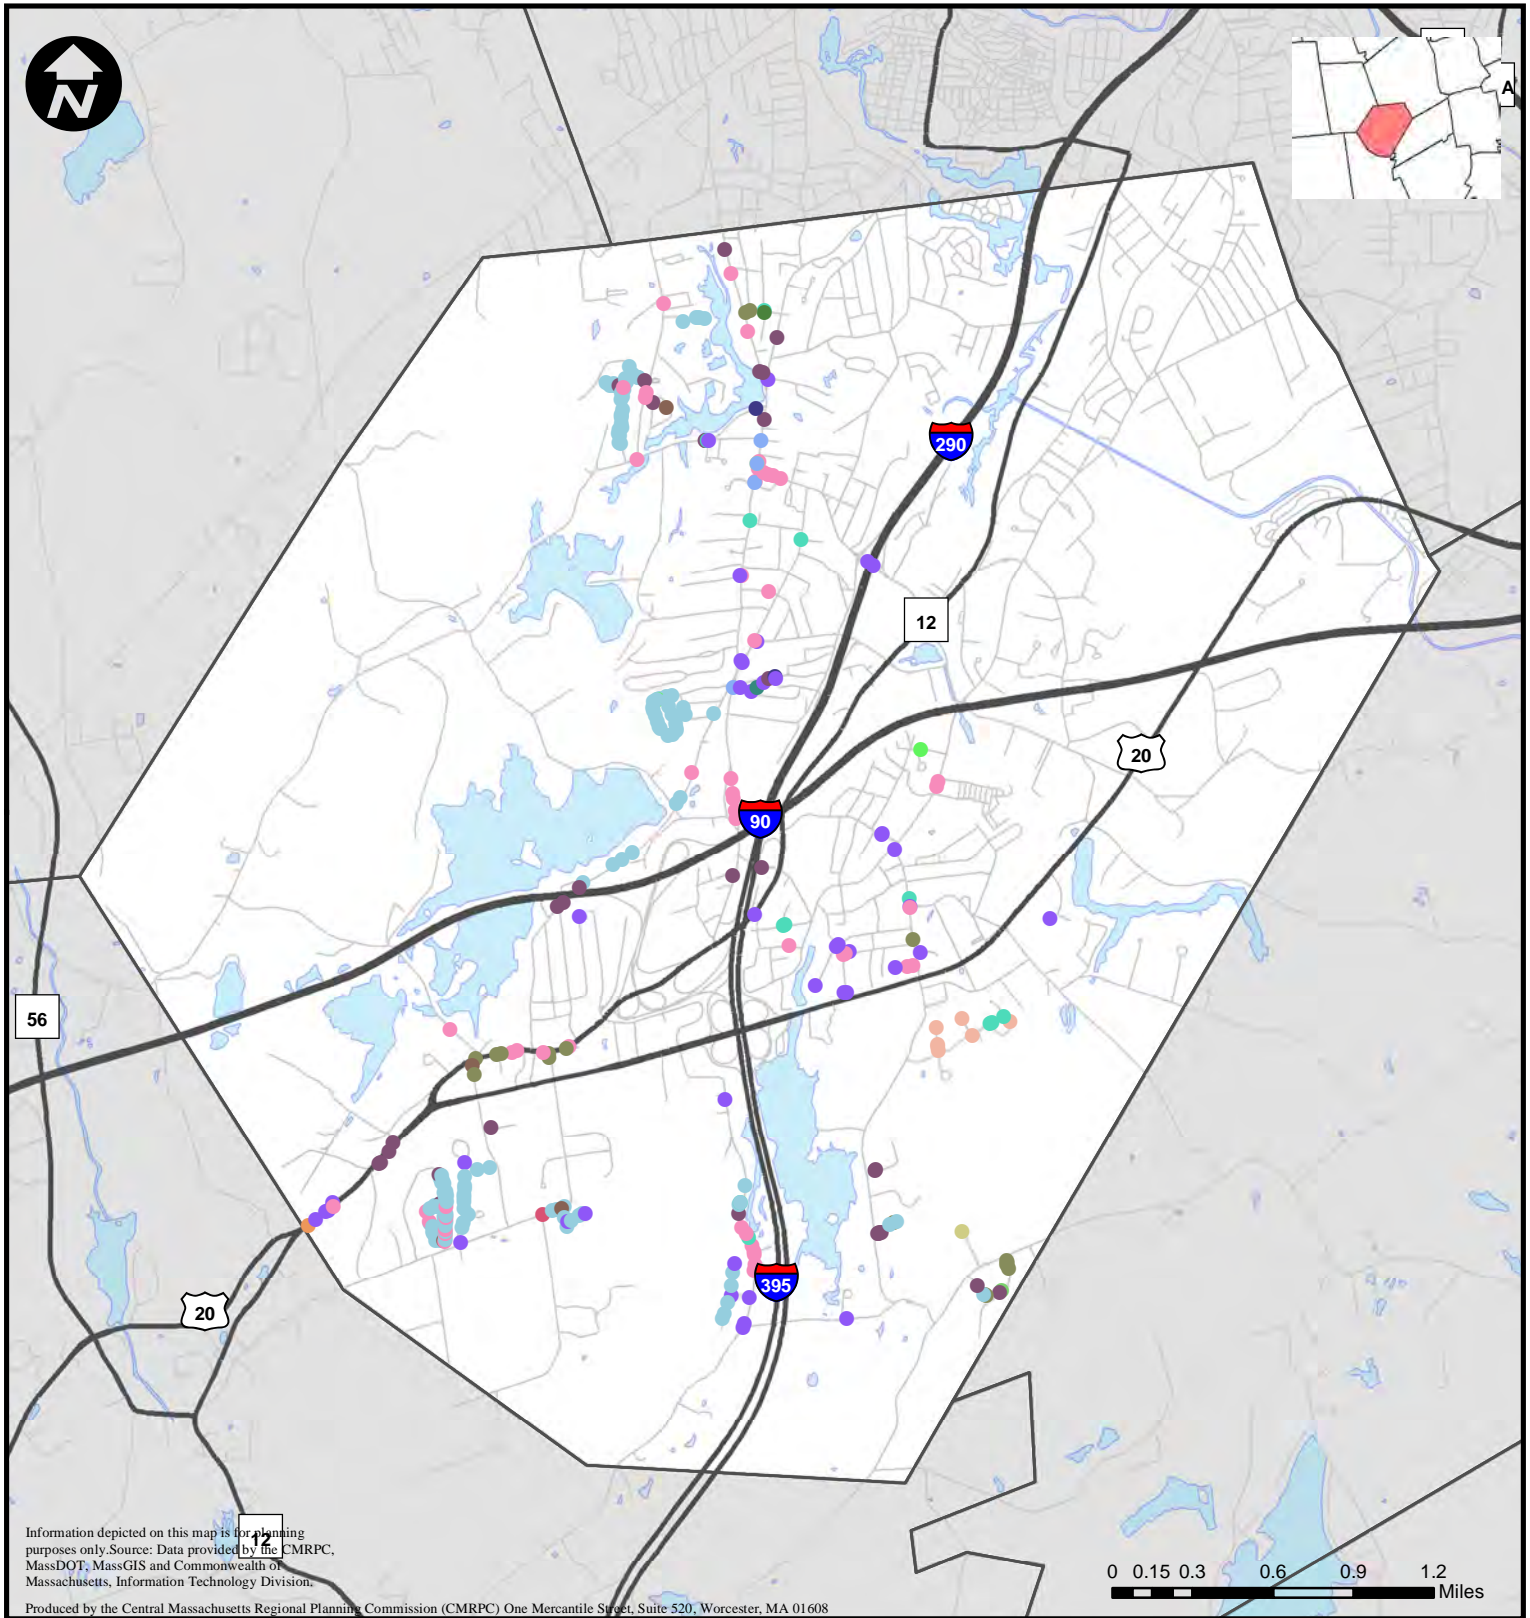 N
A
290
12
20
90
56
395
20
12
Information depicted on this map is for planning
purposes only.Source: Data provided by the CMRPC,
MassDOT, MassGIS and Commonwealth of
Massachusetts, Information Technology Division.
0 0.15 0.3 0.6 0.9 1.2
Miles
Produced by the Central Massachusetts Regional Planning Commission (CMRPC) One Mercantile Street, Suite 520, Worcester, MA 01608